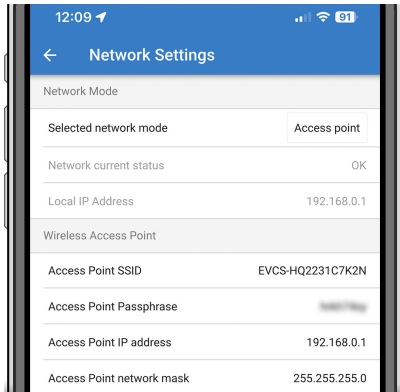 12:09
91
Network Settings
Network Mode
Selected network mode Access point
Network current status OK
Local IP Address 192.168.0.1
Wireless Access Point
Access Point SSID EVCS-HQ2231C7K2N
Access Point Passphrase
Access Point IP address 192.168.0.1
Access Point network mask 255.255.255.0